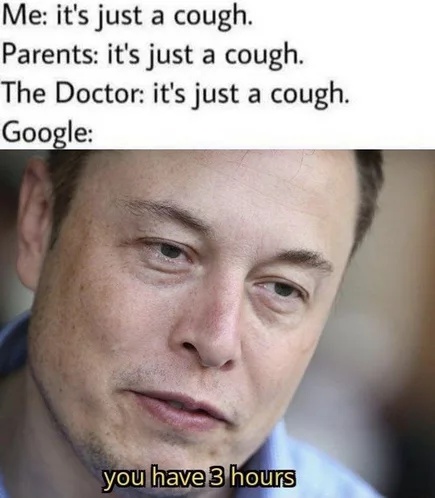 Me: it's just a cough.
Parents: it's just a cough.
The Doctor: it's just a cough.
Google:
you have 3 hours